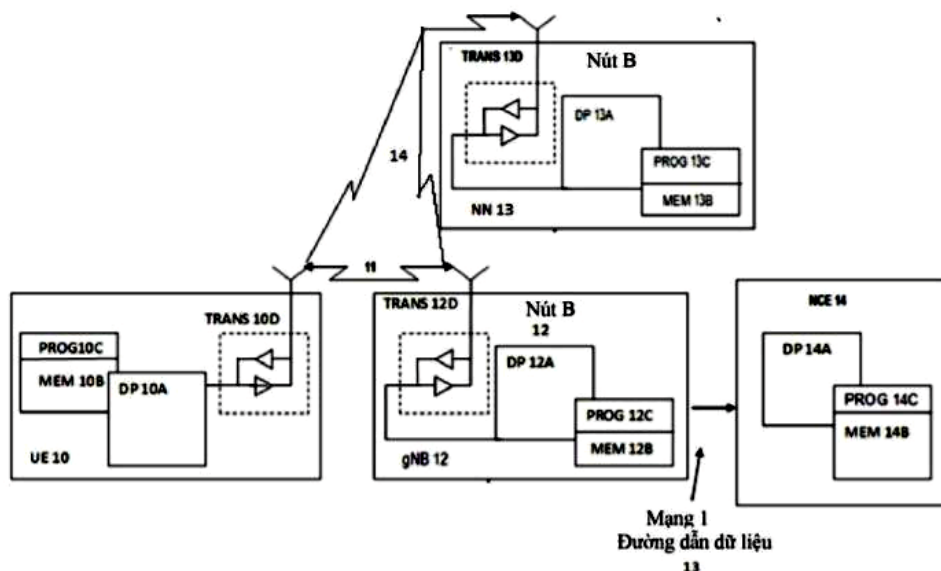 TRANS 13D
Nút B
DP 13A
PROG 13C
MEM 13B
NN 13
14
11
TRANS 10D
PROG10C
MEM 10B
DP 10A
UE 10
TRANS 12D
Nút B
12
DP 12A
PROG 12C
MEM 12B
gNB 12
NCE 14
DP 14A
PROG 14C
MEM 14B
Mạng 1
Đường dẫn dữ liệu
13